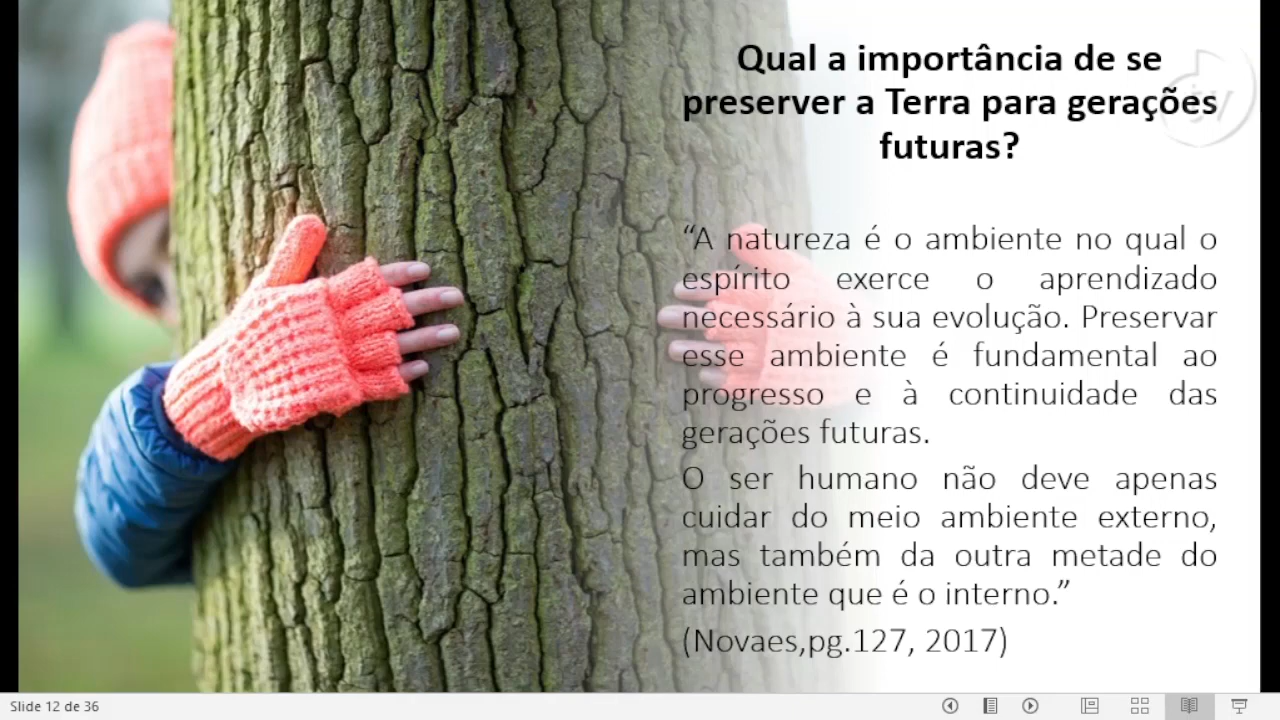 Qual a importância de se
preserver a Terra para gerações
futuras?
tv
“A natureza é o ambiente no qual o
espírito exerce o aprendizado
necessário à sua evolução. Preservar
esse ambiente é fundamental ao
progresso e à continuidade das
gerações futuras.
O ser humano não deve apenas
cuidar do meio ambiente externo,
mas também da outra metade do
ambiente que é o interno.”
(Novaes,pg.127, 2017)
Slide 12 de 36